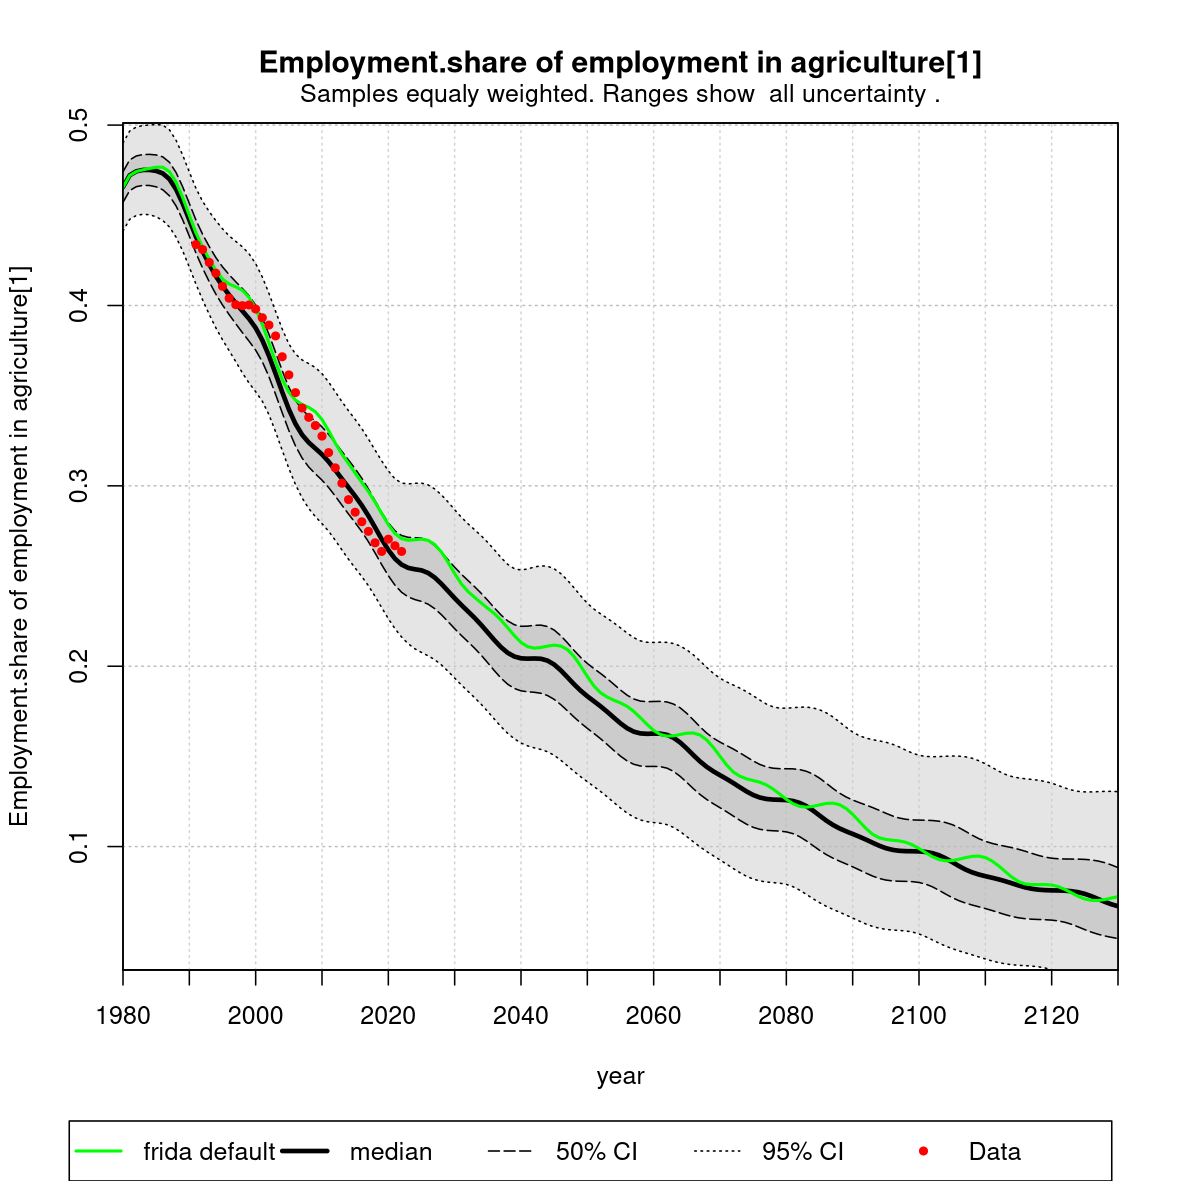 Employment.share of employment in agriculture[1]
Samples equaly weighted. Ranges show  all uncertainty .
Employment.share of employment in agriculture[1]
0.5
0.4
0.3
0.2
0.1
1980 2000 2020 2040 2060 2080 2100 2120
year
frida default median 50% CI 95% CI Data